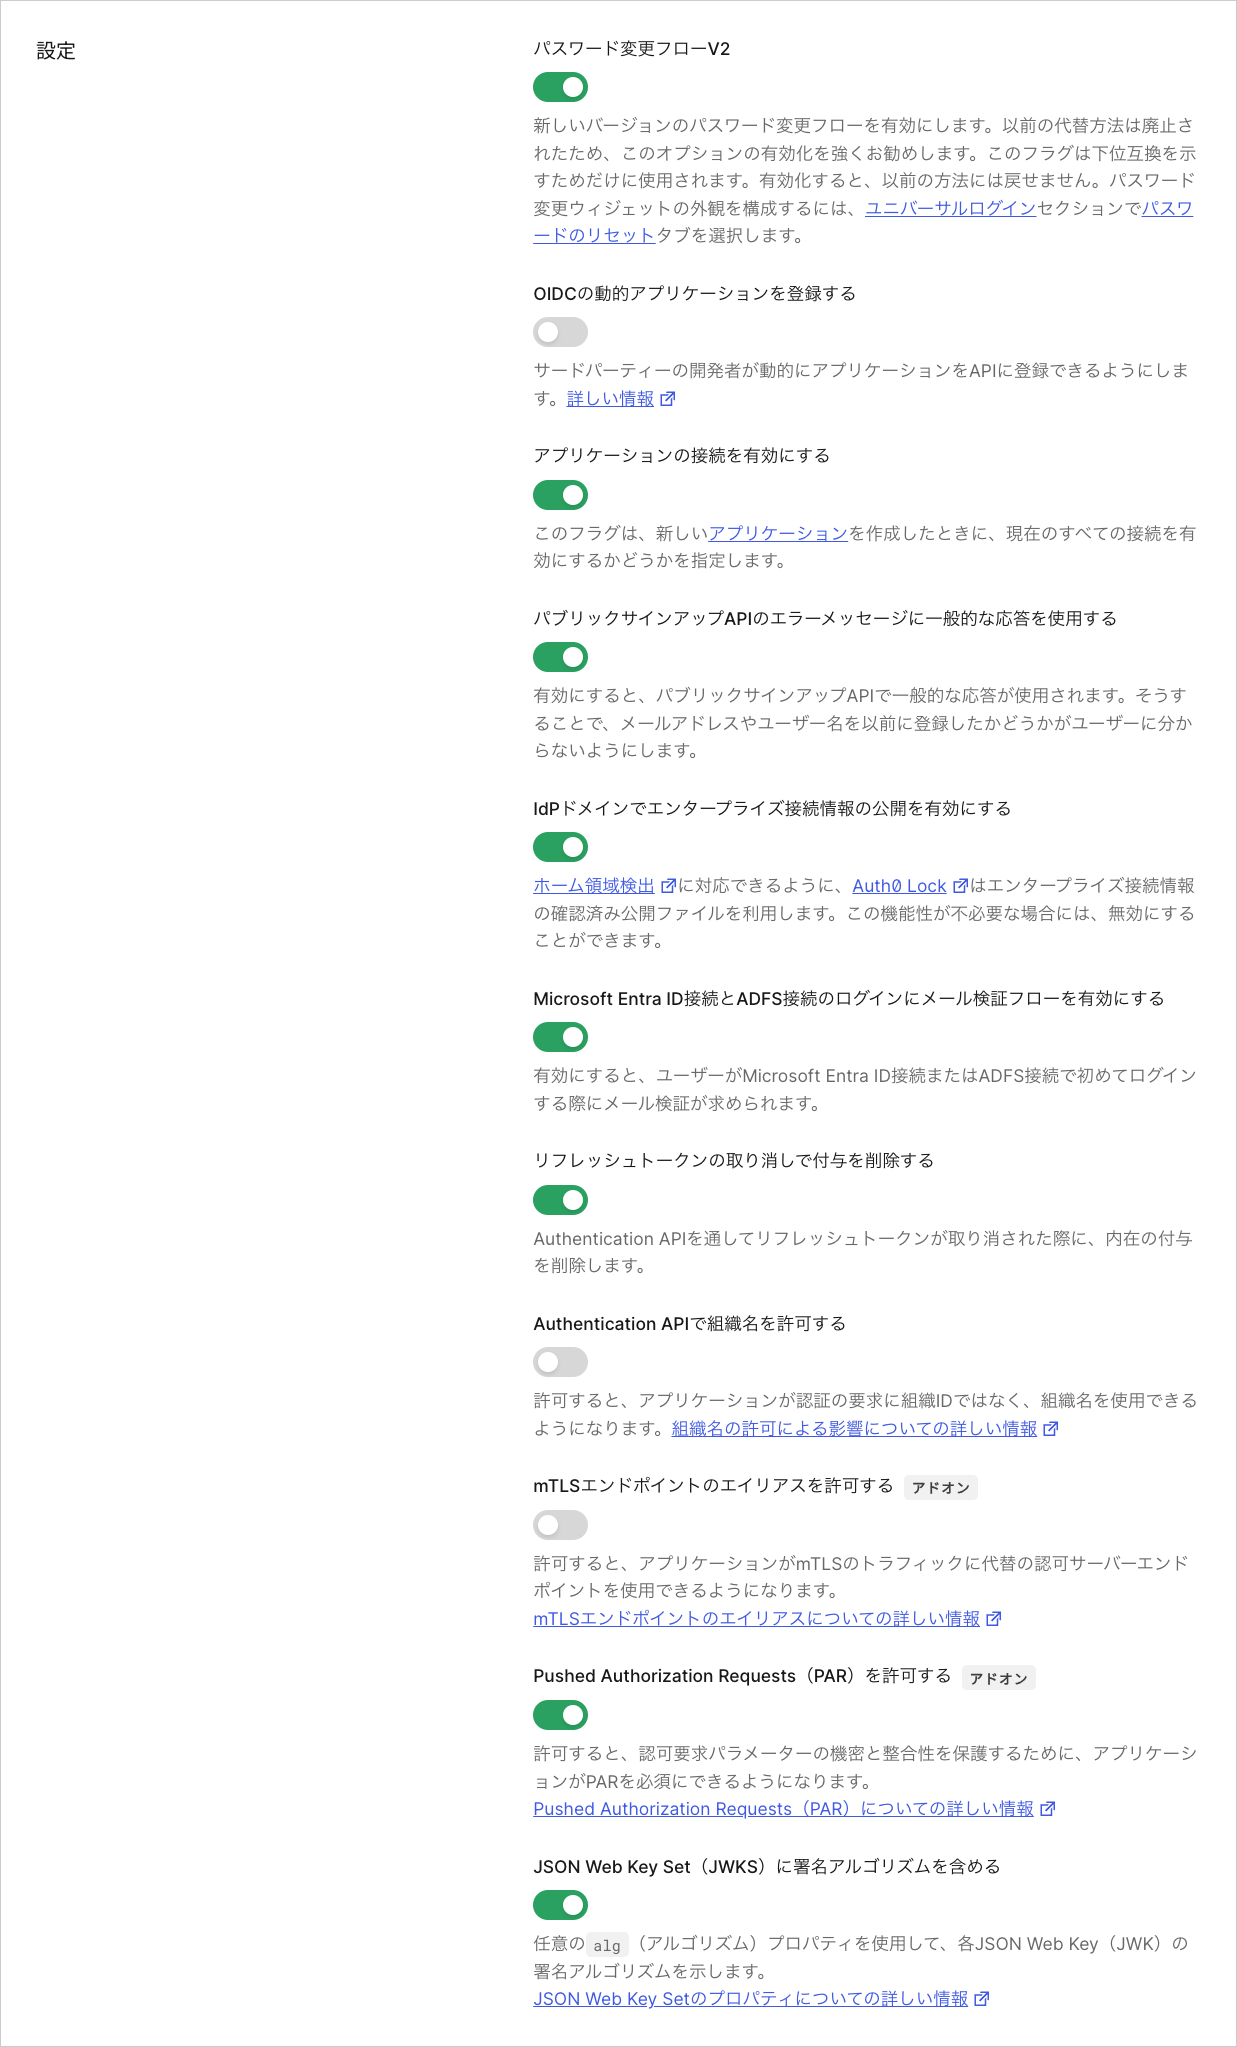 設定
パスワード変更フローV2
新しいバージョンのパスワード変更フローを有効にします。以前の代替方法は廃止さ
れたため、このオプションの有効化を強くお勧めします。このフラグは下位互換を示
すためだけに使用されます。有効化すると、以前の方法には戻せません。パスワード
変更ウィジェットの外観を構成するには、ユニバーサルログインセクションでパスワ
ードのリセットタブを選択します。
OIDCの動的アプリケーションを登録する
サードパーティーの開発者が動的にアプリケーションをAPIに登録できるようにしま
す。詳しい情報
アプリケーションの接続を有効にする
このフラグは、新しいアプリケーションを作成したときに、現在のすべての接続を有
効にするかどうかを指定します。
パブリックサインアップAPIのエラーメッセージに一般的な応答を使用する
有効にすると、パブリックサインアップAPIで一般的な応答が使用されます。そうす
ることで、メールアドレスやユーザー名を以前に登録したかどうかがユーザーに分か
らないようにします。
IdPドメインでエンタープライズ接続情報の公開を有効にする
ホーム領域検出に対応できるように、Auth0 Lockはエンタープライズ接続情報
の確認済み公開ファイルを利用します。この機能性が不必要な場合には、無効にする
ことができます。
Microsoft Entra ID接続とADFS接続のログインにメール検証フローを有効にする
有効にすると、ユーザーがMicrosoft Entra ID接続またはADFS接続で初めてログイン
する際にメール検証が求められます。
リフレッシュトークンの取り消しで付与を削除する
Authentication APIを通してリフレッシュトークンが取り消された際に、内在の付与
を削除します。
Authentication APIで組織名を許可する
許可すると、アプリケーションが認証の要求に組織IDではなく、組織名を使用できる
ようになります。組織名の許可による影響についての詳しい情報
mTLSエンドポイントのエイリアスを許可する アドオン
許可すると、アプリケーションがmTLSのトラフィックに代替の認可サーバーエンド
ポイントを使用できるようになります。
mTLSエンドポイントのエイリアスについての詳しい情報
Pushed Authorization Requests（PAR）を許可する アドオン
許可すると、認可要求パラメーターの機密と整合性を保護するために、アプリケーシ
ョンがPARを必須にできるようになります。
Pushed Authorization Requests（PAR）についての詳しい情報
JSON Web Key Set（JWKS）に署名アルゴリズムを含める
任意の alg（アルゴリズム）プロパティを使用して、各JSON Web Key（JWK）の
署名アルゴリズムを示します。
JSON Web Key Setのプロパティについての詳しい情報